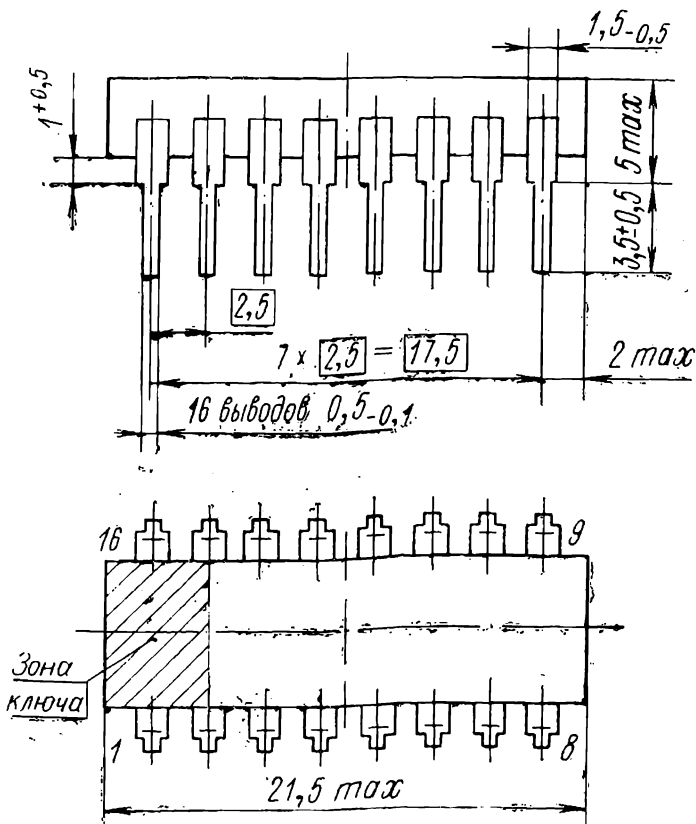 1,5-0,5
1+0,5
5 max
3,5±0,5
2,5
7 × 2,5 = 17,5
2 max
16 выводов 0,5-0,1
16
9
Зона
ключа
1
8
21,5 max